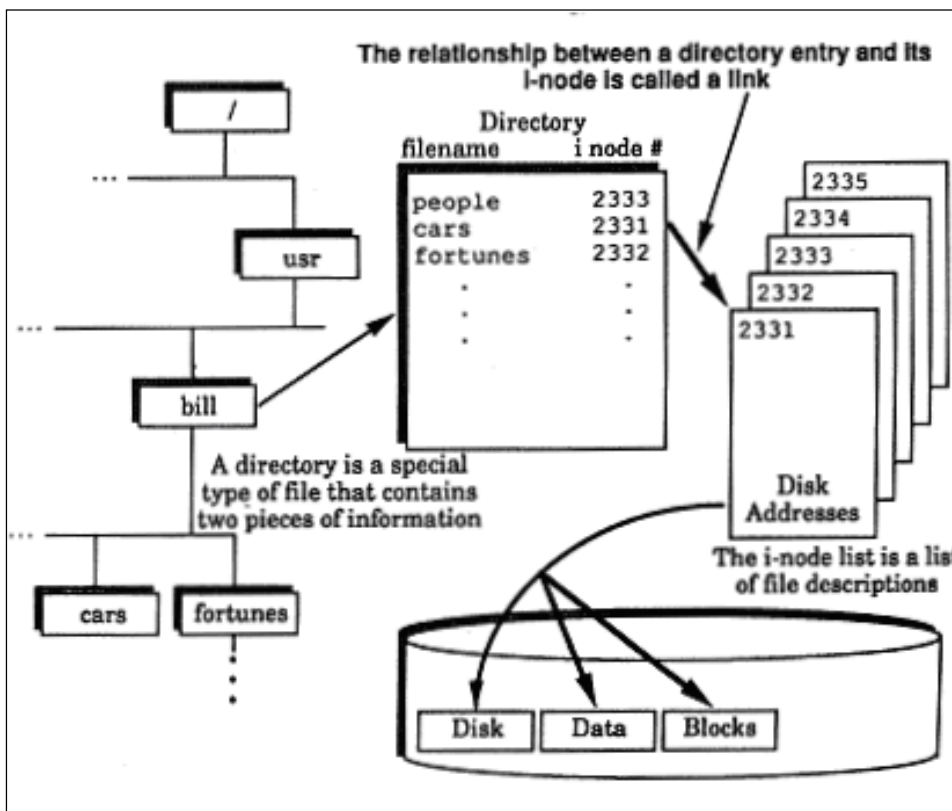 The relationship between a directory entry and its
i-node is called a link
/
Directory
filename i node #
...
usr
people 2333
cars 2331
fortunes 2332
2335
2334
2333
2332
2331
...
bill
A directory is a special
type of file that contains
two pieces of information
Disk
Addresses
...
The i-node list is a lis
of file descriptions
cars fortunes
Disk Data Blocks